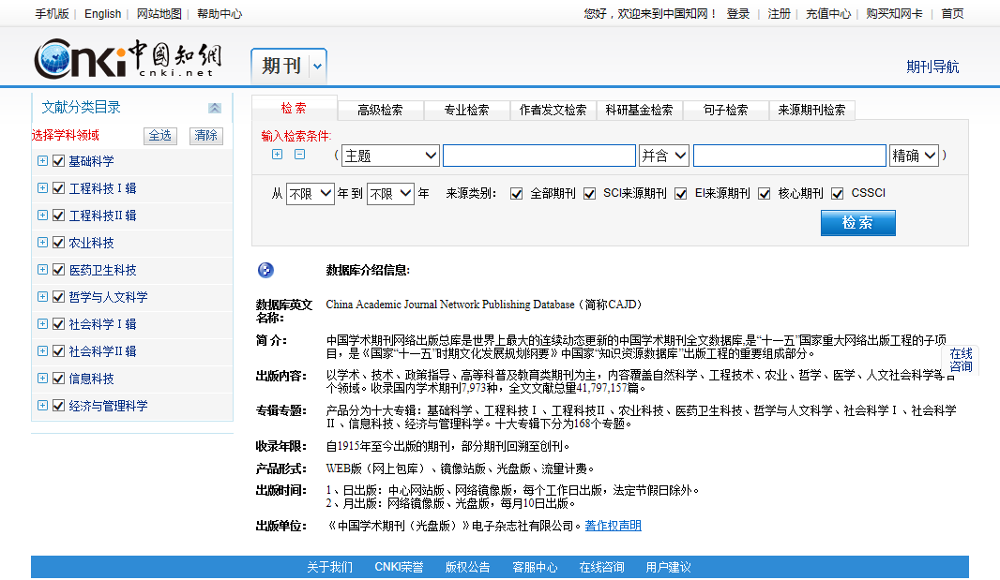 手机版 | English | 网站地图 | 帮助中心
您好，欢迎来到中国知网！ 登录 | 注册 | 充值中心 | 购买知网卡 | 首页
Cnki 中國知網
cnki.net
期刊
期刊导航
文献分类目录
选择学科领域 全选 清除
基础科学
工程科技Ⅰ辑
工程科技Ⅱ辑
农业科技
医药卫生科技
哲学与人文科学
社会科学Ⅰ辑
社会科学Ⅱ辑
信息科技
经济与管理科学
检索 高级检索 专业检索 作者发文检索 科研基金检索 句子检索 来源期刊检索
输入检索条件:
( 主题 并含 精确 )
从 不限 年 到 不限 年 来源类别： 全部期刊 SCI来源期刊 EI来源期刊 核心期刊 CSSCI
检索
数据库介绍信息:
数据库英文名称： China Academic Journal Network Publishing Database（简称CAJD）
简 介： 中国学术期刊网络出版总库是世界上最大的连续动态更新的中国学术期刊全文数据库,是“十一五”国家重大网络出版工程的子项
目，是《国家“十一五”时期文化发展规划纲要》中国家“知识资源数据库”出版工程的重要组成部分。
在线
咨询
出版内容： 以学术、技术、政策指导、高等科普及教育类期刊为主，内容覆盖自然科学、工程技术、农业、哲学、医学、人文社会科学等各
个领域。收录国内学术期刊7,973种，全文文献总量41,797,157篇。
专辑专题： 产品分为十大专辑：基础科学、工程科技Ⅰ、工程科技Ⅱ、农业科技、医药卫生科技、哲学与人文科学、社会科学Ⅰ、社会科学
Ⅱ、信息科技、经济与管理科学。十大专辑下分为168个专题。
收录年限： 自1915年至今出版的期刊，部分期刊回溯至创刊。
产品形式： WEB版（网上包库）、镜像站版、光盘版、流量计费。
出版时间： 1、日出版：中心网站版、网络镜像版，每个工作日出版，法定节假日除外。
2、月出版：网络镜像版、光盘版，每月10日出版。
出版单位： 《中国学术期刊（光盘版）》电子杂志社有限公司。著作权声明
关于我们 CNKI荣誉 版权公告 客服中心 在线咨询 用户建议